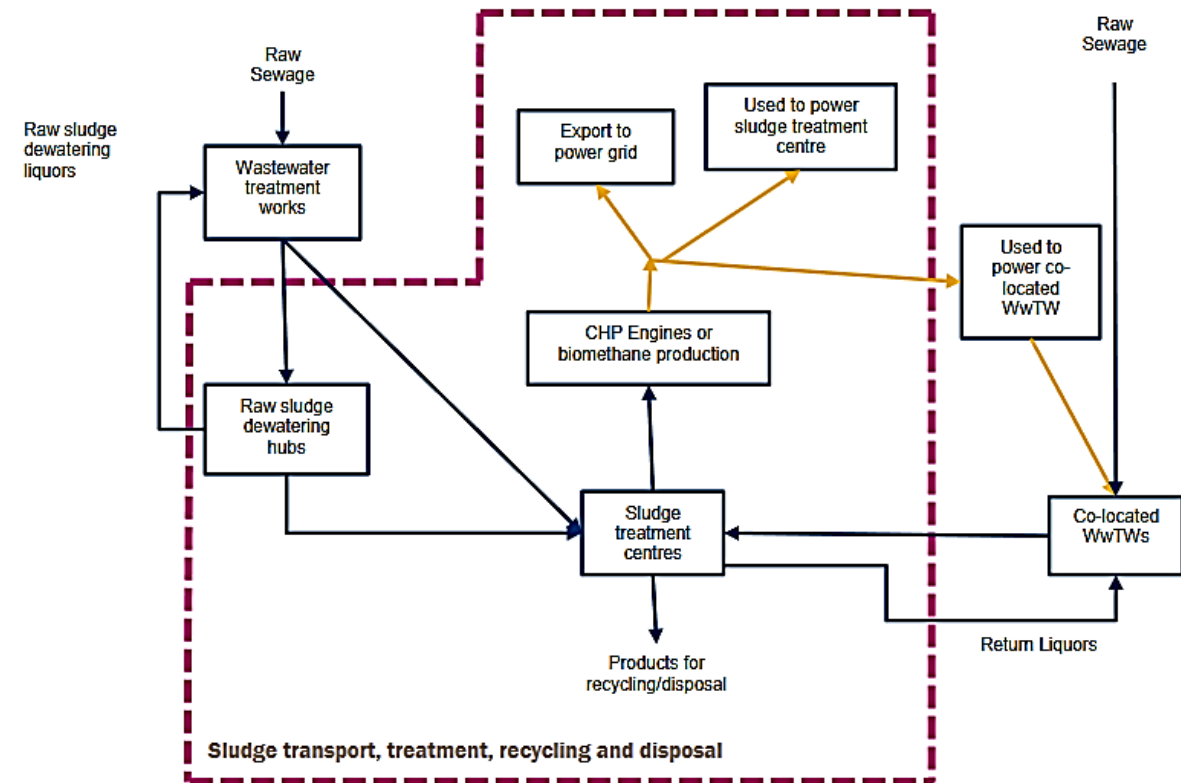 Raw
Sewage
Raw
Sewage
Raw sludge
dewatering
liquors
Wastewater
treatment
works
Export to
power grid
Used to power
sludge treatment
centre
Used to
power co-
located
WwTW
CHP Engines or
biomethane production
Raw sludge
dewatering
hubs
Sludge
treatment
centres
Co-located
WwTWs
Return Liquors
Products for
recycling/disposal
Sludge transport, treatment, recycling and disposal